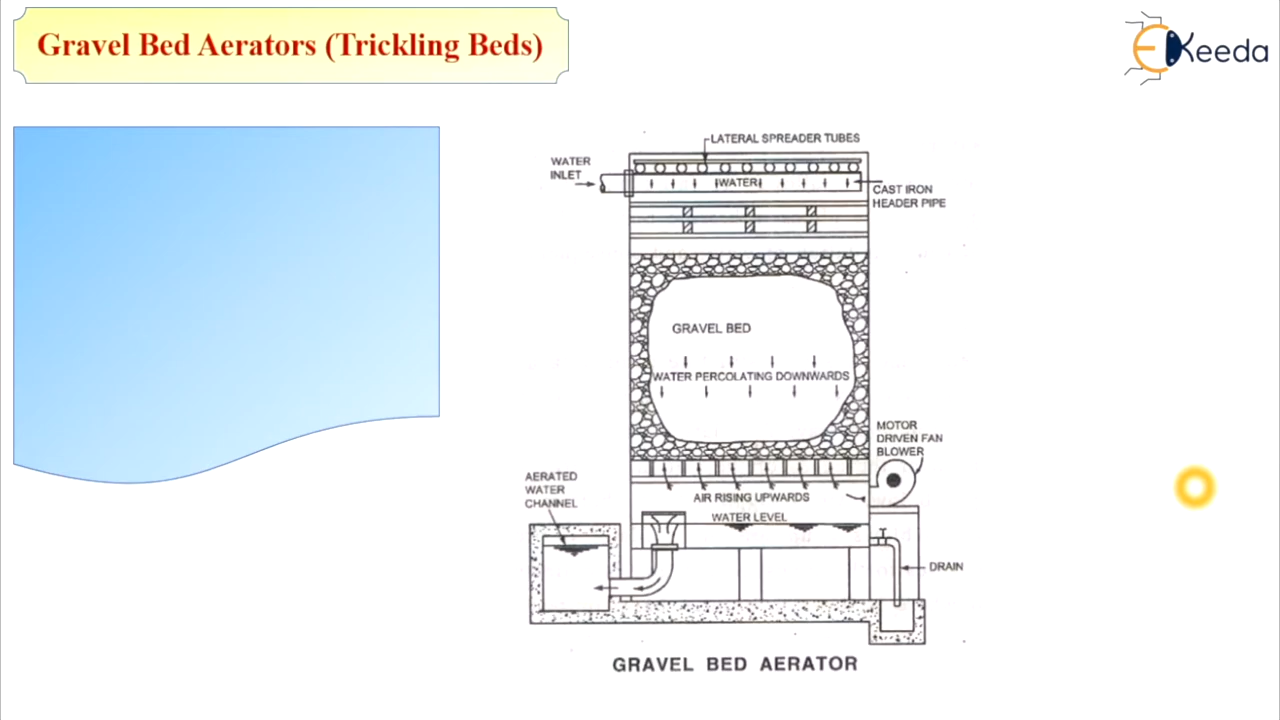 Gravel Bed Aerators (Trickling Beds)
EKeeda
LATERAL SPREADER TUBES
WATER
INLET
WATER
CAST IRON
HEADER PIPE
GRAVEL BED
WATER PERCOLATING DOWNWARDS
MOTOR
DRIVEN FAN
BLOWER
AERATED
WATER
CHANNEL
AIR RISING UPWARDS
WATER LEVEL
DRAIN
GRAVEL BED AERATOR